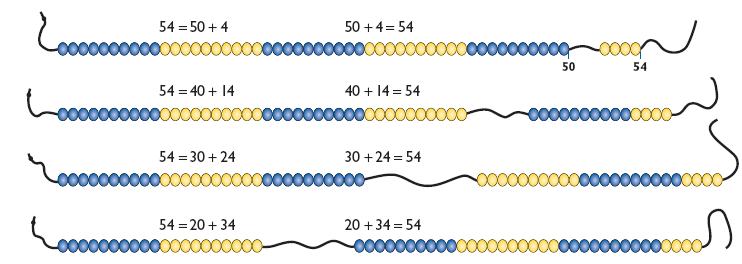 54 = 50 + 4 50 + 4 = 54
50 54
54 = 40 + 14 40 + 14 = 54
54 = 30 + 24 30 + 24 = 54
54 = 20 + 34 20 + 34 = 54